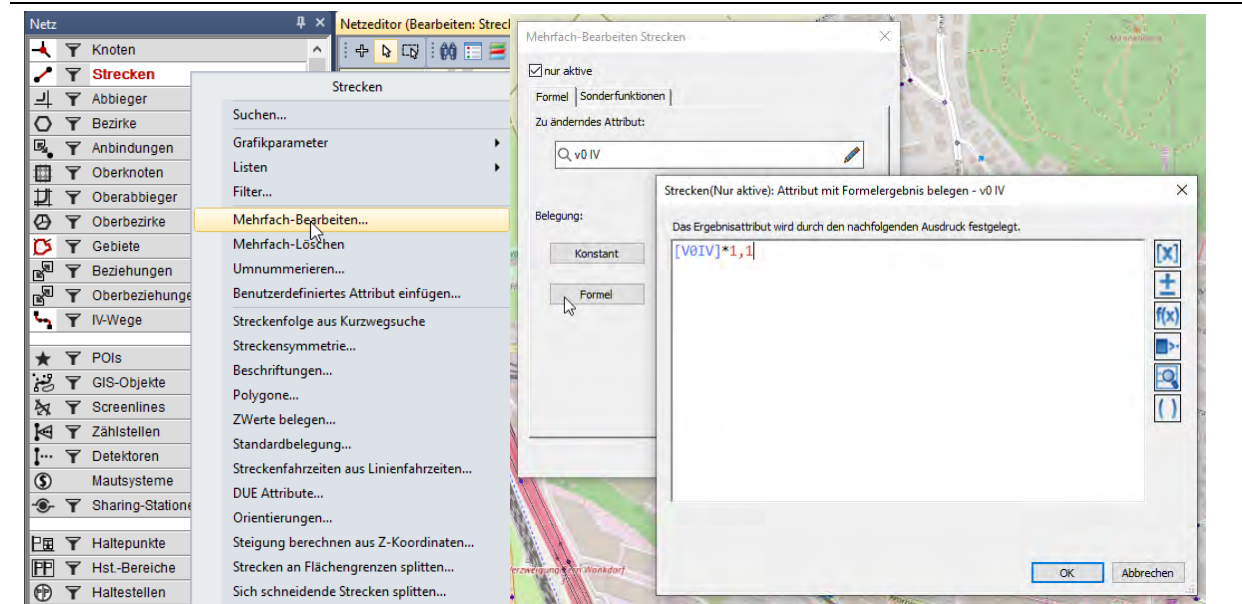 Netz
Knoten
Strecken
Abbieger
Bezirke
Anbindungen
Oberknoten
Oberabbieger
Oberbezirke
Gebiete
Beziehungen
Oberbeziehunge
IV-Wege
POIs
GIS-Objekte
Screenlines
Zählstellen
Detektoren
Mautsysteme
Sharing-Statione
Haltepunkte
Hst.-Bereiche
Haltestellen
Netzeditor (Bearbeiten: Strecl
Strecken
Suchen...
Grafikparameter
Listen
Filter...
Mehrfach-Bearbeiten...
Mehrfach-Löschen
Umnummerieren...
Benutzerdefiniertes Attribut einfügen...
Streckenfolge aus Kurzwegsuche
Streckensymmetrie...
Beschriftungen...
Polygone...
ZWerte belegen...
Standardbelegung...
Streckenfahrzeiten aus Linienfahrzeiten...
DUE Attribute...
Orientierungen...
Steigung berechnen aus Z-Koordinaten...
Strecken an Flächengrenzen splitten...
Sich schneidende Strecken splitten...
Mehrfach-Bearbeiten Strecken
nur aktive
Formel
Sonderfunktionen
Zu änderndes Attribut:
v0 IV
Belegung:
Konstant
Formel
Strecken(Nur aktive): Attribut mit Formelergebnis belegen - v0 IV
Das Ergebnisattribut wird durch den nachfolgenden Ausdruck festgelegt.
[V0IV]*1,1
[x]
f(x)
( )
OK
Abbrechen